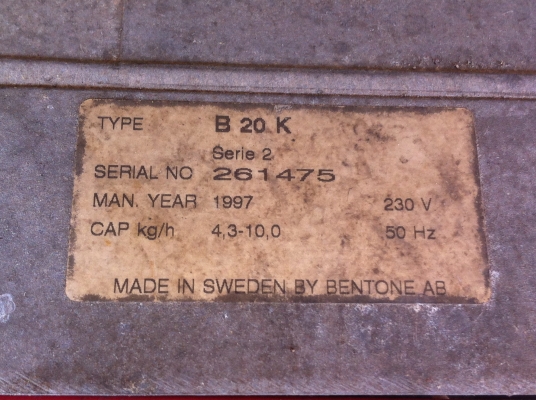 TYPE B 20 K
Serie 2
SERIAL NO 261475
MAN. YEAR 1997 230 V
CAP kg/h 4,3-10,0 50 Hz
MADE IN SWEDEN BY BENTONE AB